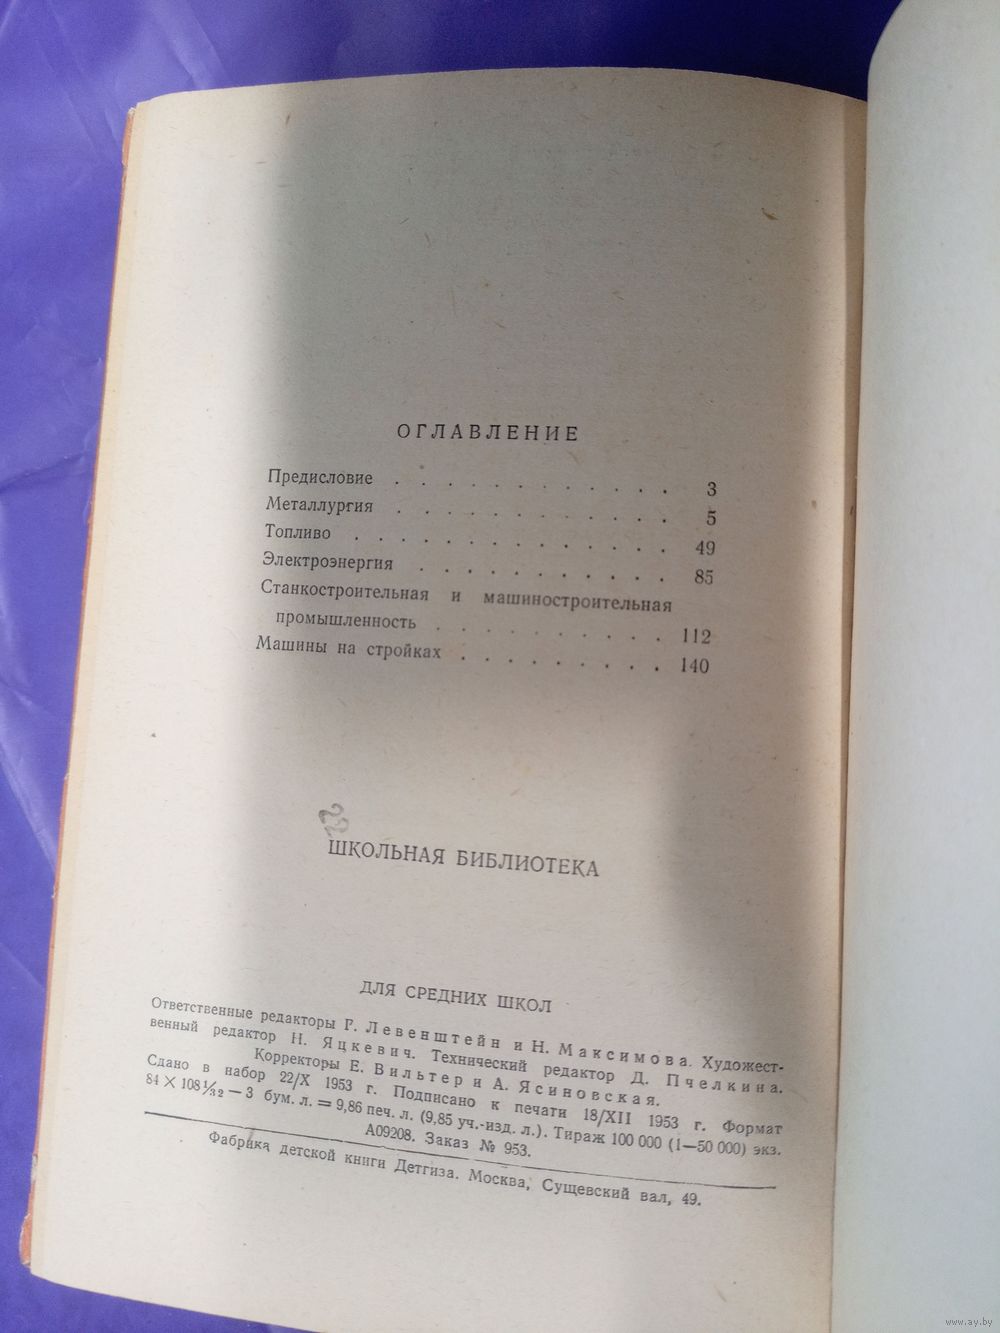 ОГЛАВЛЕНИЕ
Предисловие . . . . . . . . . . . . 3
Металлургия . . . . . . . . . . . . 5
Топливо . . . . . . . . . . . . . 49
Электроэнергия . . . . . . . . . . 85
Станкостроительная и машиностроительная
промышленность . . . . . . . . . 112
Машины на стройках . . . . . . . . . 140
ШКОЛЬНАЯ БИБЛИОТЕКА
ДЛЯ СРЕДНИХ ШКОЛ
Ответственные редакторы Г. Левенштейн и Н. Максимова. Художест-
венный редактор Н. Яцкевич. Технический редактор Д. Пчелкина.
Корректоры Е. Вильтер и А. Ясиновская.
Сдано в набор 22/X 1953 г. Подписано к печати 18/XII 1953 г. Формат
84 × 108 1/32 — 3 бум. л. = 9,86 печ. л. (9,85 уч.-изд. л.). Тираж 100 000 (1—50 000) экз.
А09208. Заказ № 953.
Фабрика детской книги Детгиза. Москва, Сущевский вал, 49.
www.ay.by